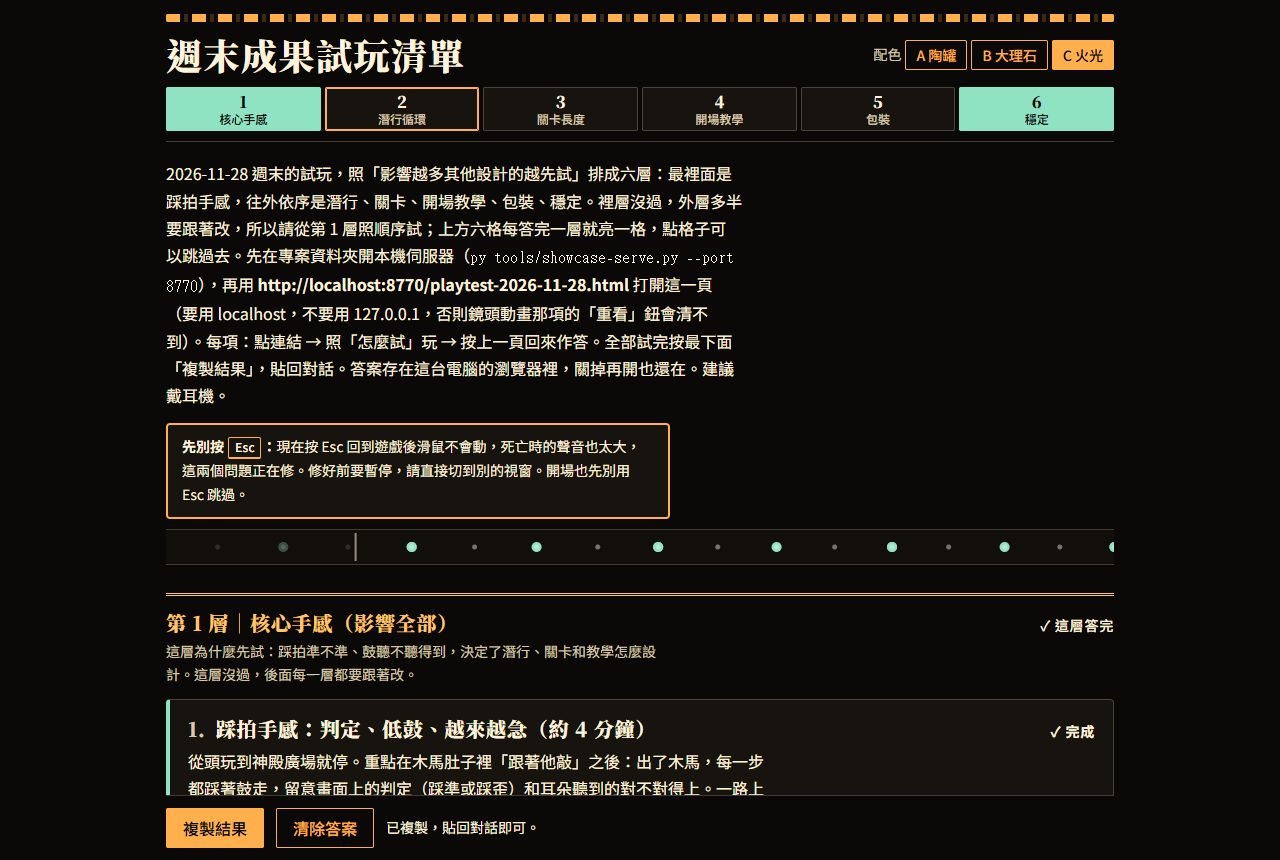 週末成果試玩清單
配色 A 陶罐 B 大理石 C 火光
1 2 3 4 5 6
核心手感 潛行循環 關卡長度 開場教學 包裝 穩定
2026-11-28 週末的試玩，照「影響越多其他設計的越先試」排成六層：最裡面是
踩拍手感，往外依序是潛行、關卡、開場教學、包裝、穩定。裡層沒過，外層多半
要跟著改，所以請從第 1 層照順序試；上方六格每答完一層就亮一格，點格子可
以跳過去。先在專案資料夾開本機伺服器（py tools/showcase-serve.py --port
8770），再用 http://localhost:8770/playtest-2026-11-28.html 打開這一頁
（要用 localhost，不要用 127.0.0.1，否則鏡頭動畫那項的「重看」鈕會清不
到）。每項：點連結 → 照「怎麼試」玩 → 按上一頁回來作答。全部試完按最下面
「複製結果」，貼回對話。答案存在這台電腦的瀏覽器裡，關掉再開也還在。建議
戴耳機。
先別按 Esc ：現在按 Esc 回到遊戲後滑鼠不會動，死亡時的聲音也太大，
這兩個問題正在修。修好前要暫停，請直接切到別的視窗。開場也先別用
Esc 跳過。
第 1 層｜核心手感（影響全部）
✓ 這層答完
這層為什麼先試：踩拍準不準、鼓聽不聽得到，決定了潛行、關卡和教學怎麼設
計。這層沒過，後面每一層都要跟著改。
1. 踩拍手感：判定、低鼓、越來越急（約 4 分鐘）
✓ 完成
從頭玩到神殿廣場就停。重點在木馬肚子裡「跟著他敲」之後：出了木馬，每一步
都踩著鼓走，留意畫面上的判定（踩準或踩歪）和耳朵聽到的對不對得上。一路上
複製結果 清除答案 已複製，貼回對話即可。